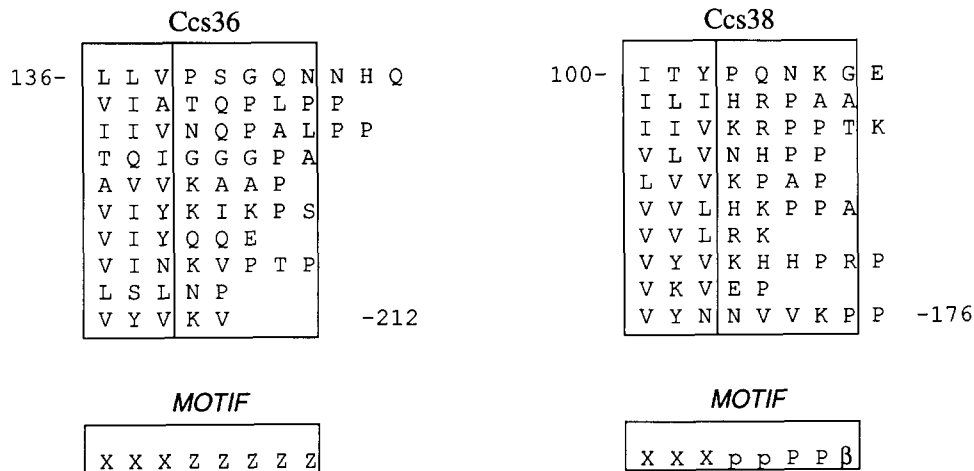 Ccs36
136- L L V P S G Q N N H Q
V I A T Q P L P P
I I V N Q P A L P P
T Q I G G G P A
A V V K A A P
V I Y K I K P S
V I Y Q Q E
V I N K V P T P
L S L N P
V Y V K V -212
MOTIF
X X X Z Z Z Z Z
Ccs38
100- I T Y P Q N K G E
I L I H R P A A
I I V K R P P T K
V L V N H P P
L V V K P A P
V V L H K P P A
V V L R K
V Y V K H H P R P
V K V E P
V Y N N V V K P P -176
MOTIF
X X X p p P P β